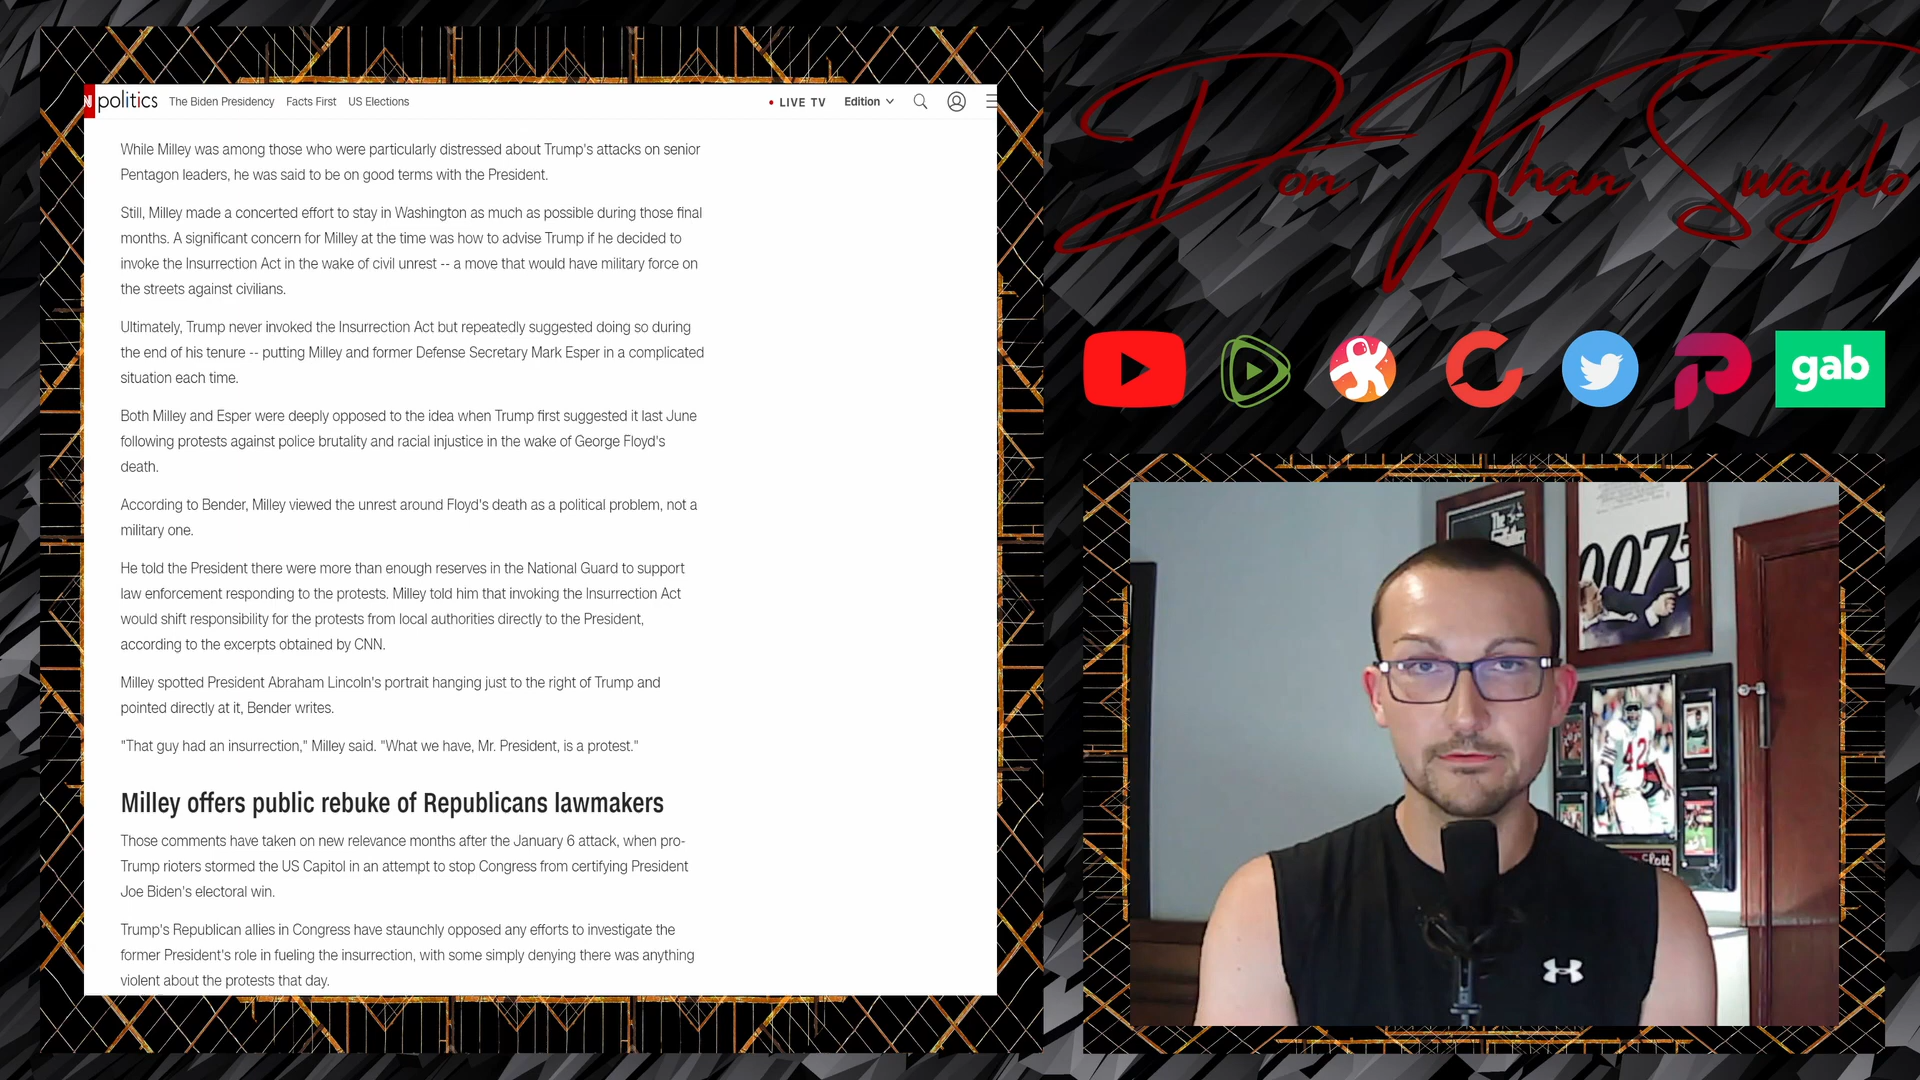 politics The Biden Presidency Facts First US Elections LIVE TV Edition
While Milley was among those who were particularly distressed about Trump's attacks on senior
Pentagon leaders, he was said to be on good terms with the President.
Still, Milley made a concerted effort to stay in Washington as much as possible during those final
months. A significant concern for Milley at the time was how to advise Trump if he decided to
invoke the Insurrection Act in the wake of civil unrest -- a move that would have military force on
the streets against civilians.
Ultimately, Trump never invoked the Insurrection Act but repeatedly suggested doing so during
the end of his tenure -- putting Milley and former Defense Secretary Mark Esper in a complicated
situation each time.
Both Milley and Esper were deeply opposed to the idea when Trump first suggested it last June
following protests against police brutality and racial injustice in the wake of George Floyd's
death.
According to Bender, Milley viewed the unrest around Floyd's death as a political problem, not a
military one.
He told the President there were more than enough reserves in the National Guard to support
law enforcement responding to the protests. Milley told him that invoking the Insurrection Act
would shift responsibility for the protests from local authorities directly to the President,
according to the excerpts obtained by CNN.
Milley spotted President Abraham Lincoln's portrait hanging just to the right of Trump and
pointed directly at it, Bender writes.
"That guy had an insurrection," Milley said. "What we have, Mr. President, is a protest."
Milley offers public rebuke of Republicans lawmakers
Those comments have taken on new relevance months after the January 6 attack, when pro-
Trump rioters stormed the US Capitol in an attempt to stop Congress from certifying President
Joe Biden's electoral win.
Trump's Republican allies in Congress have staunchly opposed any efforts to investigate the
former President's role in fueling the insurrection, with some simply denying there was anything
violent about the protests that day.
Don Khan Swaylo
gab
The
007
42